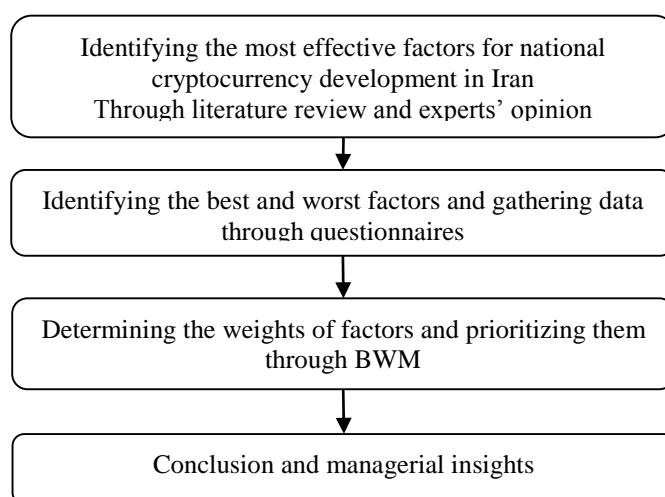 Identifying the most effective factors for national
cryptocurrency development in Iran
Through literature review and experts’ opinion
Identifying the best and worst factors and gathering data
through questionnaires
Determining the weights of factors and prioritizing them
through BWM
Conclusion and managerial insights